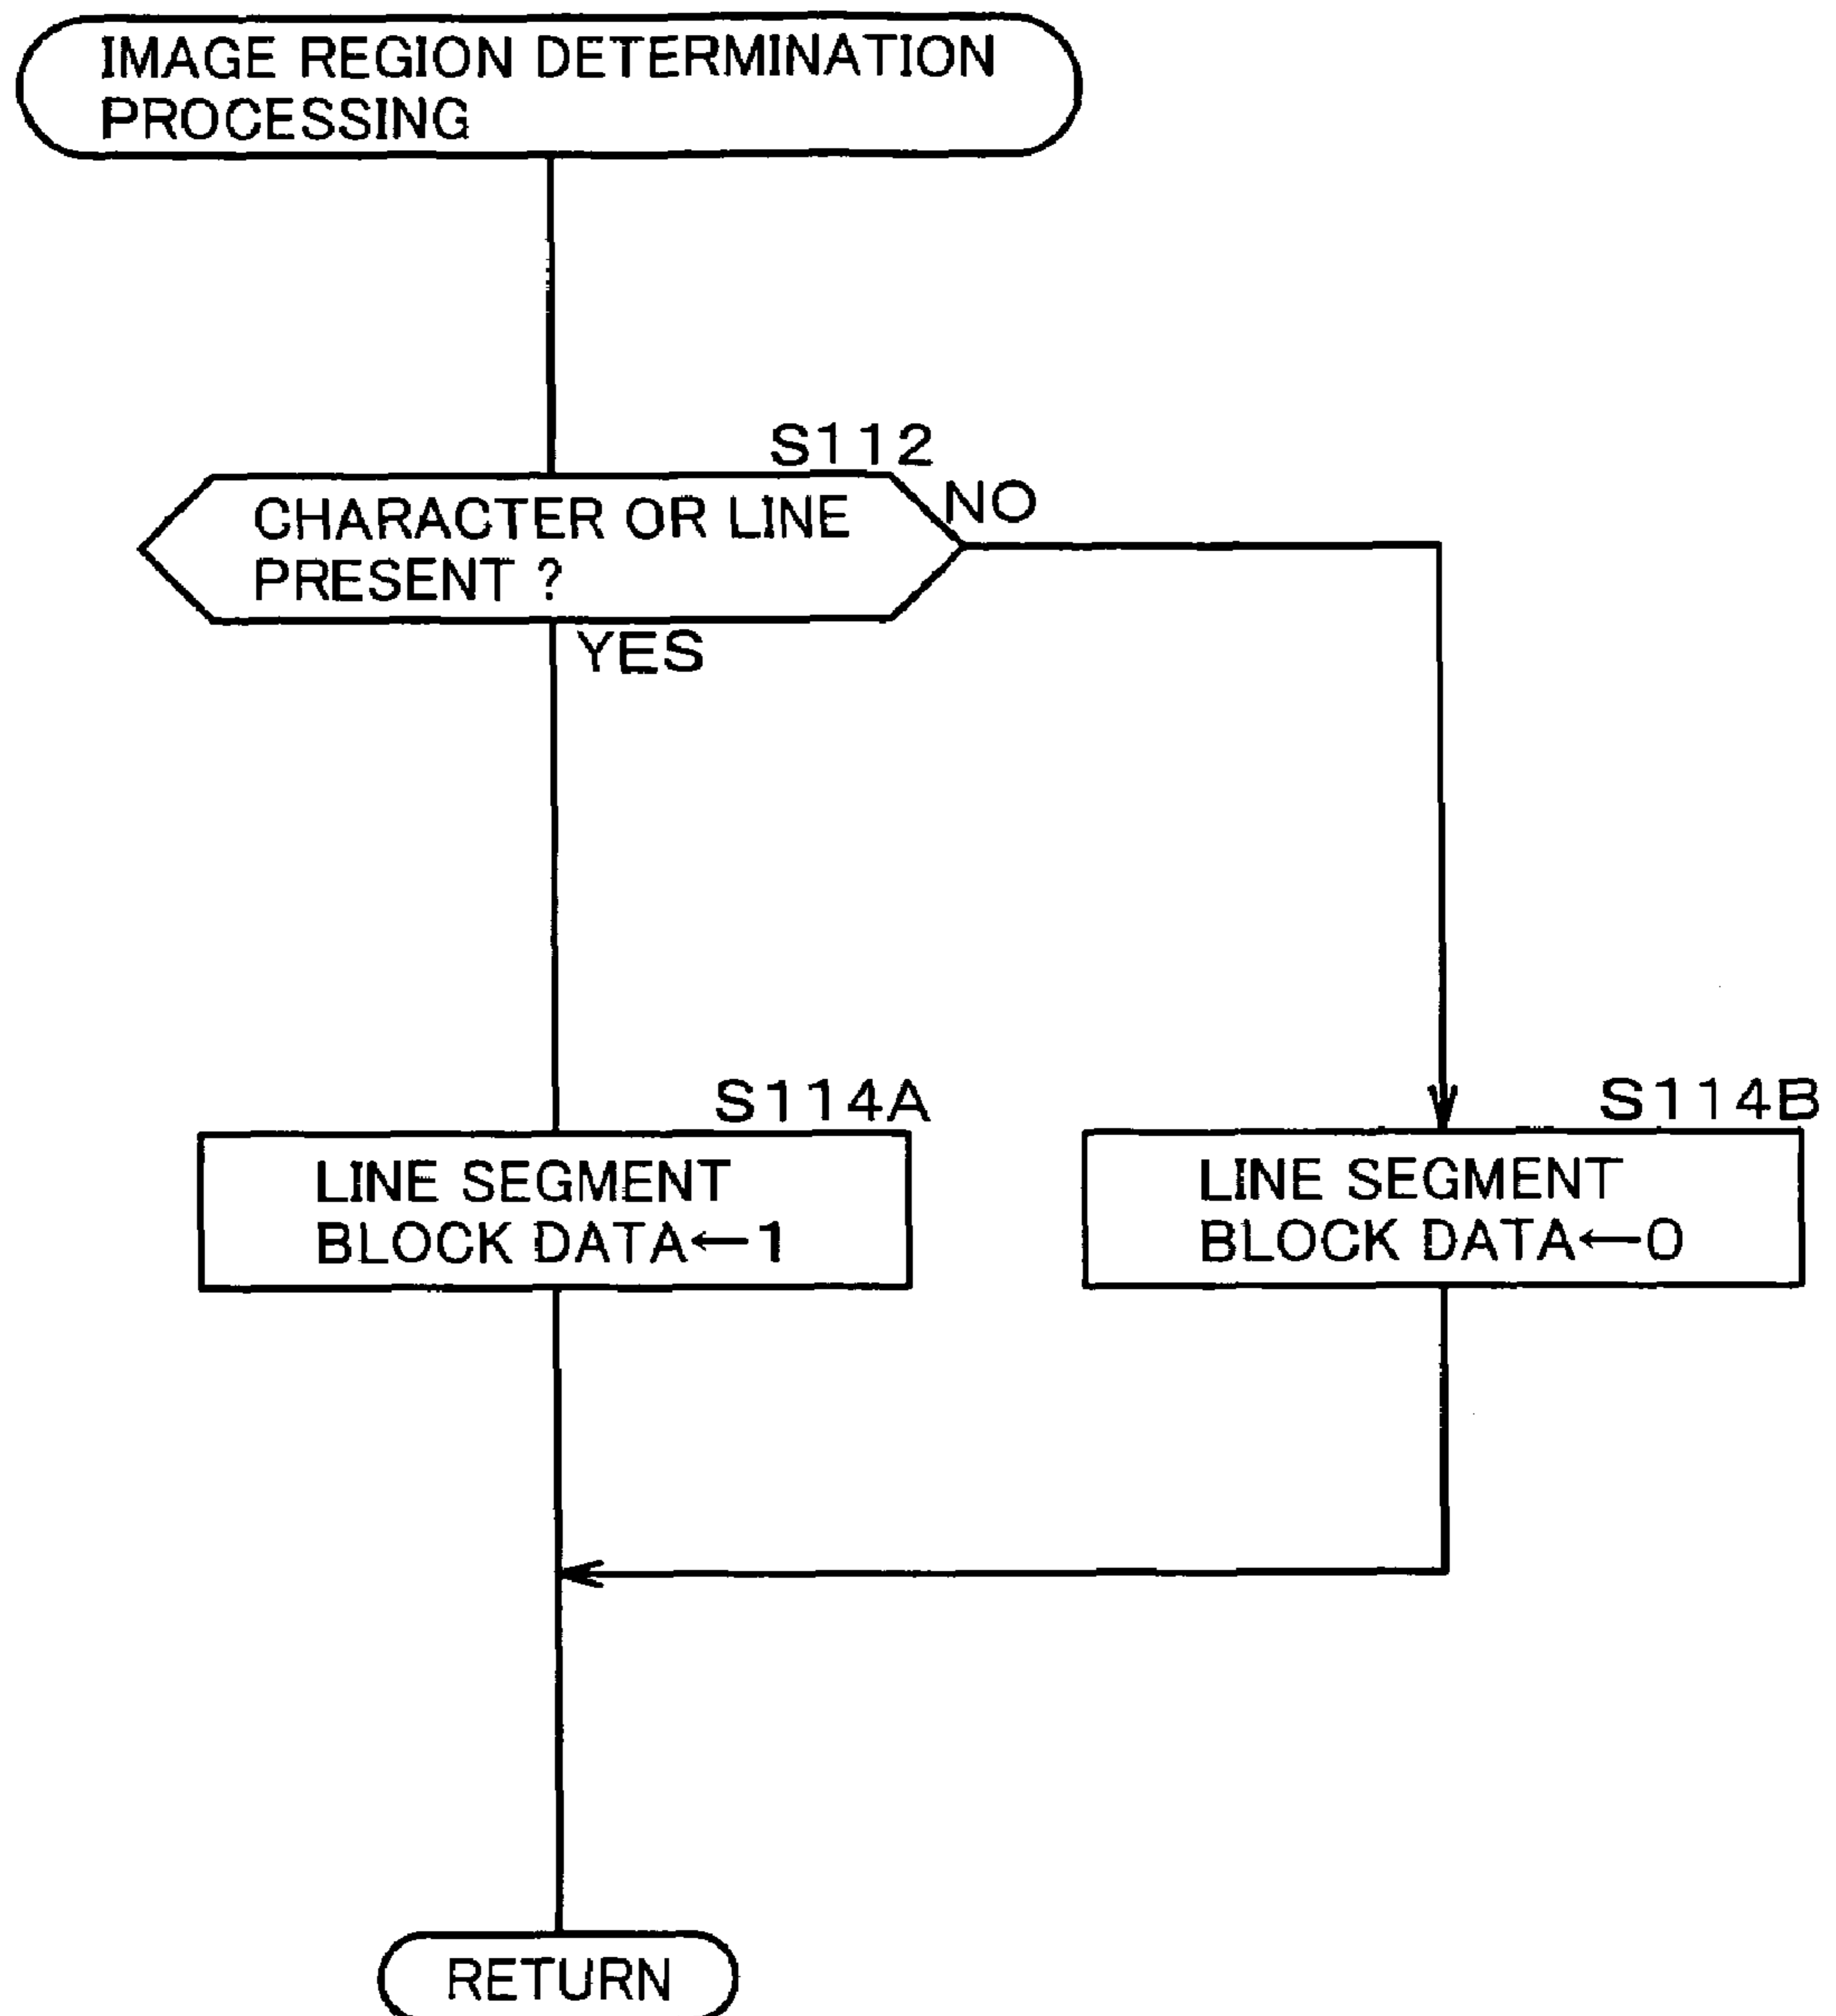 IMAGE REGION DETERMINATION
PROCESSING
S112
CHARACTER OR LINE
PRESENT ?
NO
YES
S114A
LINE SEGMENT
BLOCK DATA←1
S114B
LINE SEGMENT
BLOCK DATA←0
RETURN